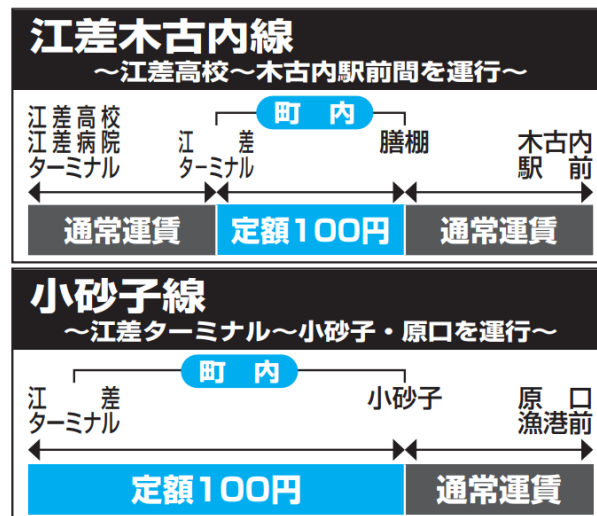 江差木古内線
〜江差高校〜木古内駅前間を運行〜
町内
江差高校
江差病院
ターミナル
江差
ターミナル
膳棚
木古内
駅前
通常運賃
定額100円
通常運賃
小砂子線
〜江差ターミナル〜小砂子・原口を運行〜
町内
江差
ターミナル
小砂子
原口
漁港前
定額100円
通常運賃